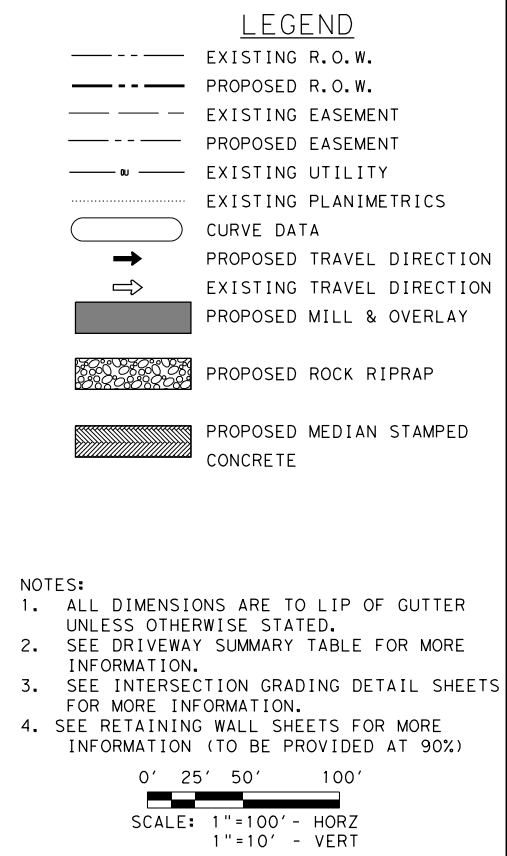 LEGEND
EXISTING R.O.W.
PROPOSED R.O.W.
EXISTING EASEMENT
PROPOSED EASEMENT
OU EXISTING UTILITY
EXISTING PLANIMETRICS
CURVE DATA
PROPOSED TRAVEL DIRECTION
EXISTING TRAVEL DIRECTION
PROPOSED MILL & OVERLAY
PROPOSED ROCK RIPRAP
PROPOSED MEDIAN STAMPED
CONCRETE
NOTES:
1. ALL DIMENSIONS ARE TO LIP OF GUTTER
UNLESS OTHERWISE STATED.
2. SEE DRIVEWAY SUMMARY TABLE FOR MORE
INFORMATION.
3. SEE INTERSECTION GRADING DETAIL SHEETS
FOR MORE INFORMATION.
4. SEE RETAINING WALL SHEETS FOR MORE
INFORMATION (TO BE PROVIDED AT 90%)
0' 25' 50' 100'
SCALE: 1"=100' - HORZ
1"=10' - VERT